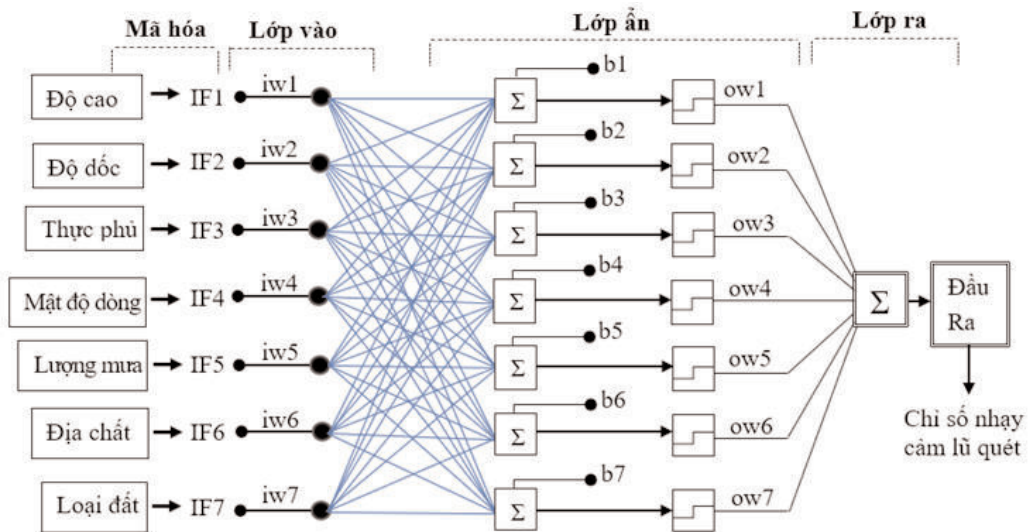 Mã hóa Lớp vào Lớp ẩn Lớp ra
Độ cao IF1 iw1 Σ b1 ow1
Độ dốc IF2 iw2 Σ b2 ow2
Thực phủ IF3 iw3 Σ b3 ow3
Mật độ dòng IF4 iw4 Σ b4 ow4
Lượng mưa IF5 iw5 Σ b5 ow5
Địa chất IF6 iw6 Σ b6 ow6
Loại đất IF7 iw7 Σ b7 ow7
Σ
Đầu
Ra
Chỉ số nhạy
cảm lũ quét